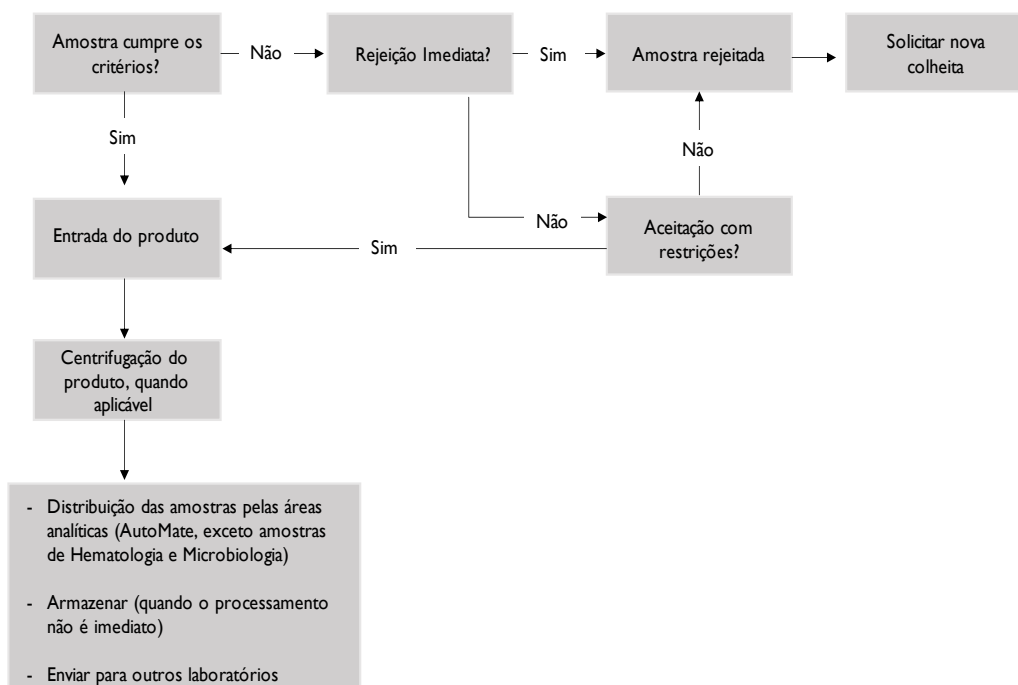 Amostra cumpre os
critérios?
Não
Rejeição Imediata?
Sim
Amostra rejeitada
Solicitar nova
colheita
Sim
Não
Entrada do produto
Não
Aceitação com
restrições?
Sim
Centrifugação do
produto, quando
aplicável
- Distribuição das amostras pelas áreas
analíticas (AutoMate, exceto amostras
de Hematologia e Microbiologia)
- Armazenar (quando o processamento
não é imediato)
- Enviar para outros laboratórios